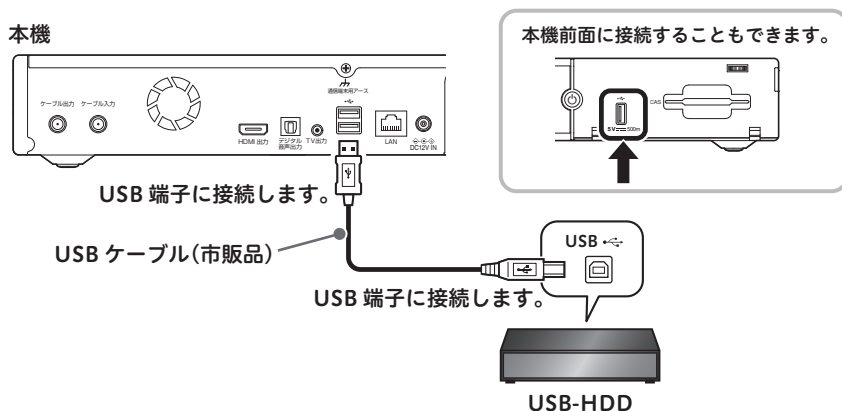 本機
ケーブル出力 ケーブル入力
HDMI 出力
デジタル
音声出力
TV出力
通信端末用アース
LAN
DC12V IN
本機前面に接続することもできます。
CAS
5V 500m
USB 端子に接続します。
USB ケーブル(市販品)
USB
USB 端子に接続します。
USB-HDD